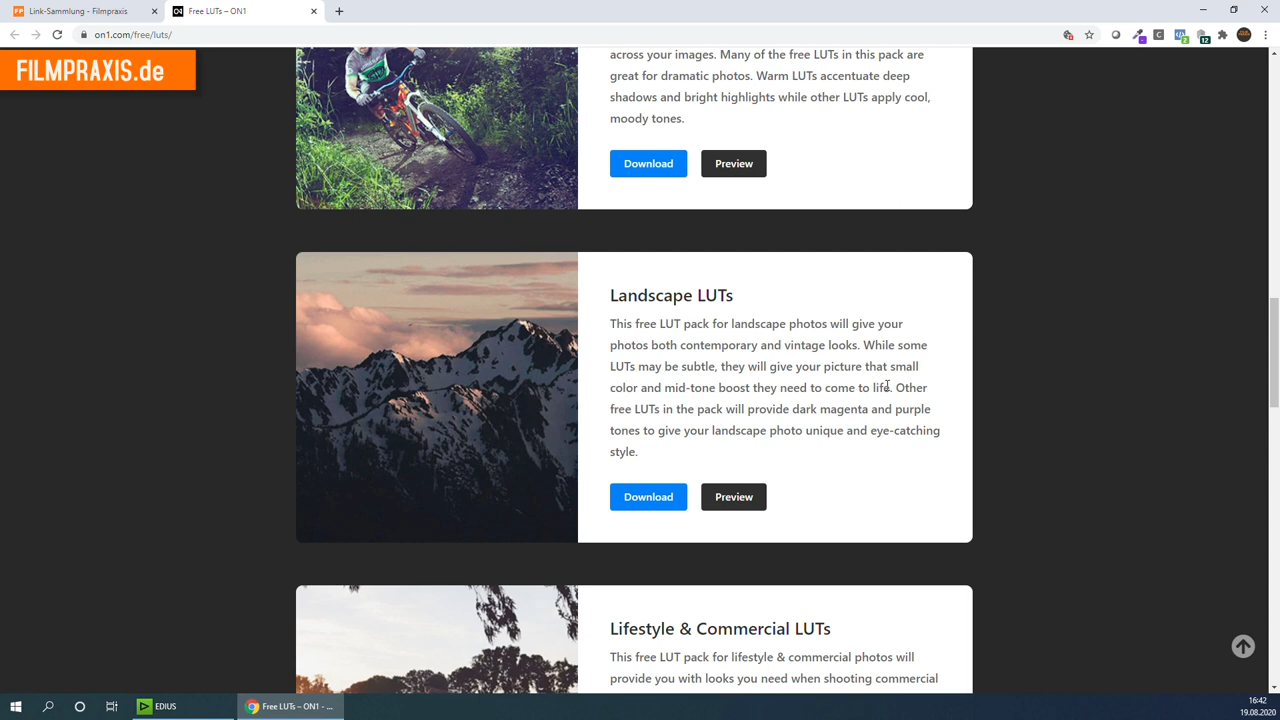 Link-Sammlung - Filmpraxis
Free LUTs – ON1
on1.com/free/luts/
FILMPRAXIS.de
across your images. Many of the free LUTs in this pack are
great for dramatic photos. Warm LUTs accentuate deep
shadows and bright highlights while other LUTs apply cool,
moody tones.
Download
Preview
Landscape LUTs
This free LUT pack for landscape photos will give your
photos both contemporary and vintage looks. While some
LUTs may be subtle, they will give your picture that small
color and mid-tone boost they need to come to life. Other
free LUTs in the pack will provide dark magenta and purple
tones to give your landscape photo unique and eye-catching
style.
Download
Preview
Lifestyle & Commercial LUTs
This free LUT pack for lifestyle & commercial photos will
provide you with looks you need when shooting commercial
EDIUS
Free LUTs – ON1 - ...
16:42
19.08.2020